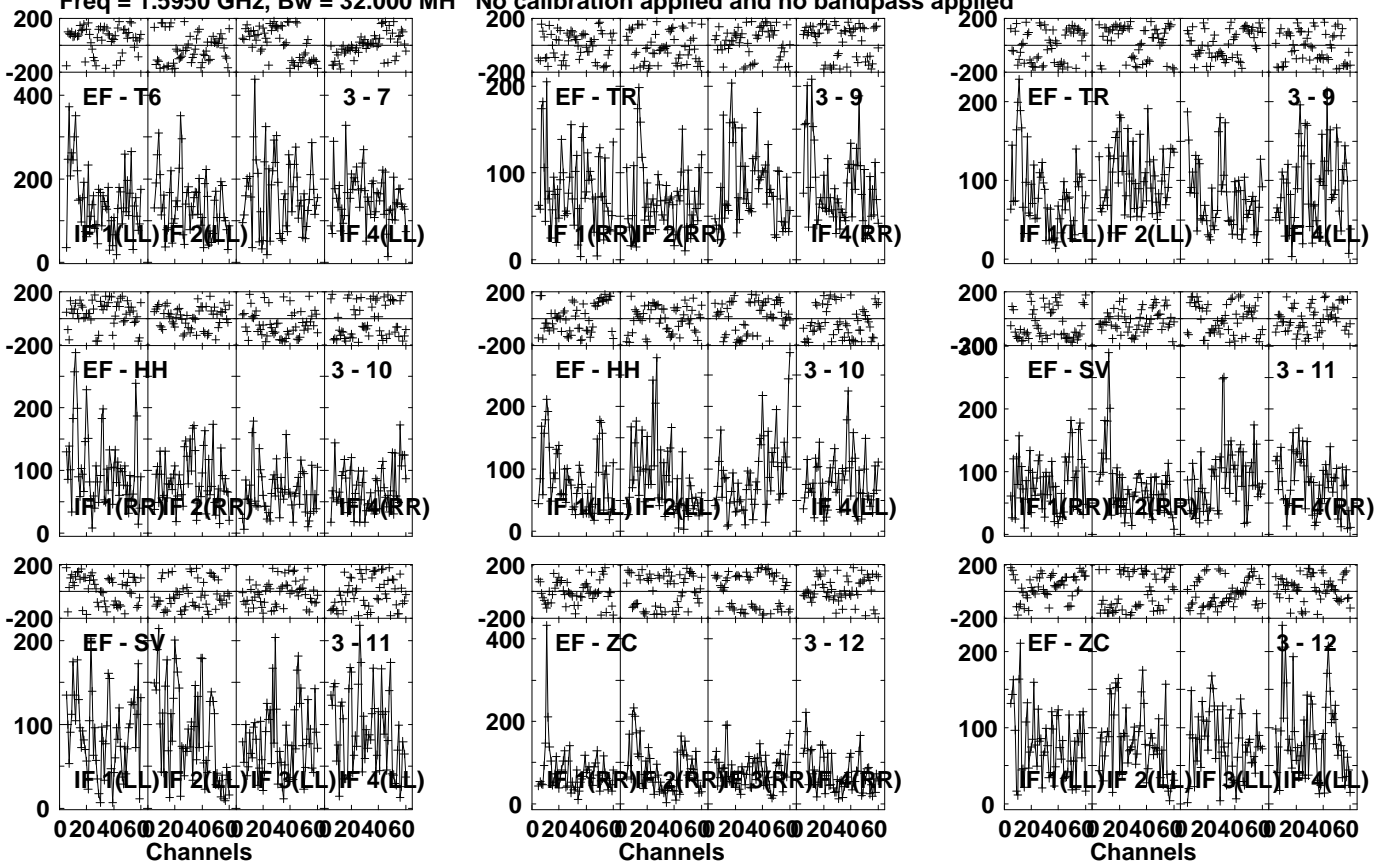 Freq = 1.5950 GHz, Bw = 32.000 MH No calibration applied and no bandpass applied
200 200 200
-200 -200 -200
EF - T6 3 - 7 EF - TR 3 - 9 EF - TR 3 - 9
400 200 200
200 100 100
IF 1(LL) IF 2(LL) IF 4(LL) IF 1(RR) IF 2(RR) IF 4(RR) IF 1(LL) IF 2(LL) IF 4(LL)
0 0 0
200 200 200
-200 -200 -200
300
EF - HH 3 - 10 EF - HH 3 - 10 EF - SV 3 - 11
200 200 200
100 100 100
IF 1(RR) IF 2(RR) IF 4(RR) IF 1(LL) IF 2(LL) IF 4(LL) IF 1(RR) IF 2(RR) IF 4(RR)
0 0 0
200 200 200
-200 -200 -200
EF - SV 3 - 11 EF - ZC 3 - 12 EF - ZC 3 - 12
200 400 200
100 200 100
IF 1(LL) IF 2(LL) IF 3(LL) IF 4(LL) IF 1(RR) IF 2(RR) IF 3(RR) IF 4(RR) IF 1(LL) IF 2(LL) IF 3(LL) IF 4(LL)
0 0 0
0 20 40 60 0 20 40 60 0 20 40 60 0 20 40 60 0 20 40 60 0 20 40 60 0 20 40 60 0 20 40 60 0 20 40 60 0 20 40 60 0 20 40 60 0 20 40 60
Channels Channels Channels